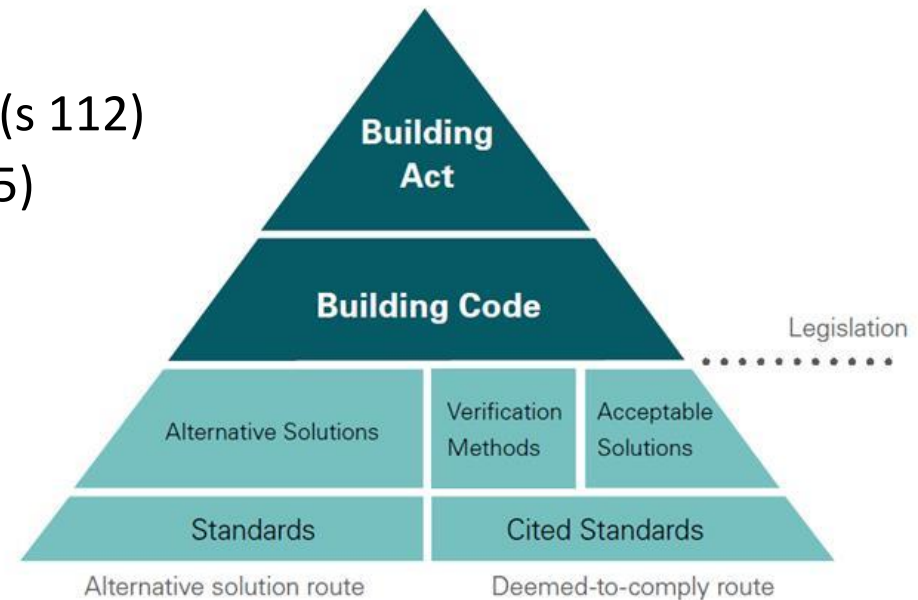 (s 112)
5)
Building
Act
Building Code
Legislation
Alternative Solutions
Verification
Methods
Acceptable
Solutions
Standards
Cited Standards
Alternative solution route
Deemed-to-comply route